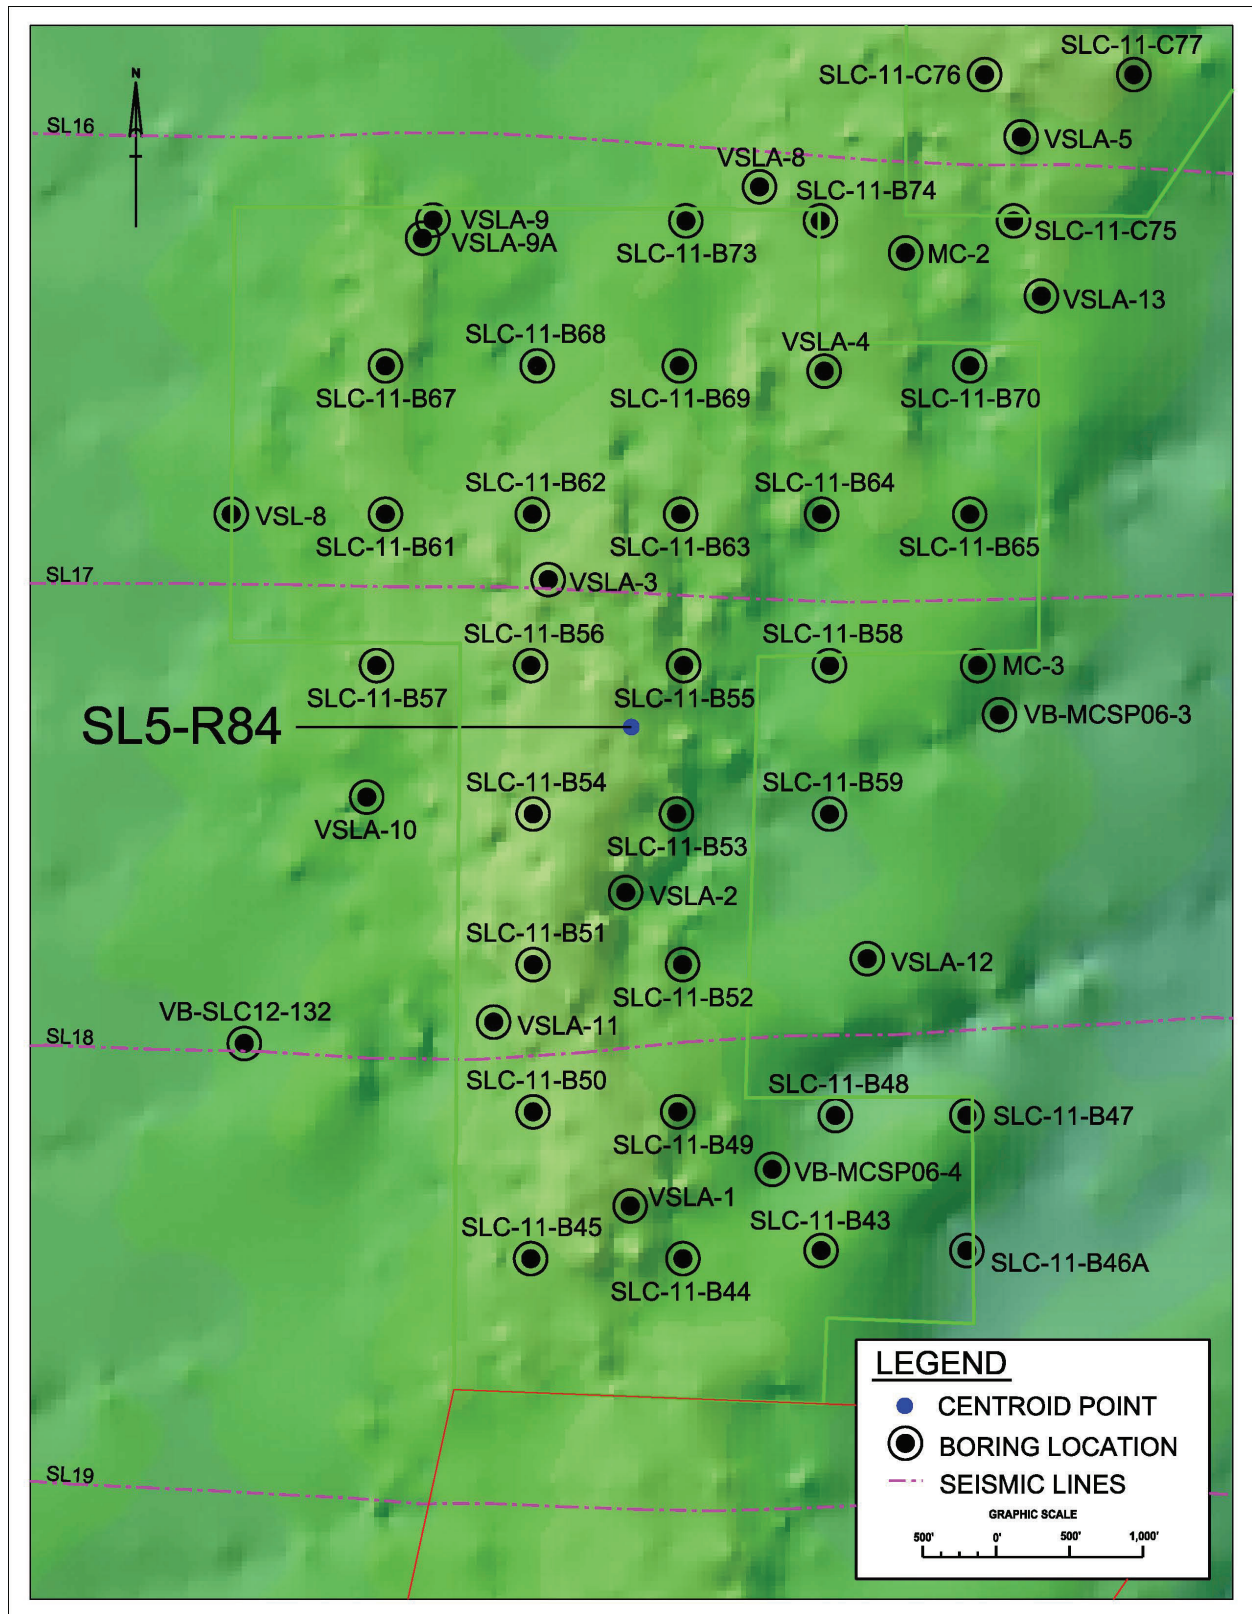 SLC-11-C77
SLC-11-C76
N
SL16
VSLA-5
VSLA-8
SLC-11-B74
VSLA-9
SLC-11-C75
VSLA-9A
SLC-11-B73
MC-2
VSLA-13
SLC-11-B68
VSLA-4
SLC-11-B67
SLC-11-B69
SLC-11-B70
SLC-11-B62
SLC-11-B64
VSL-8
SLC-11-B61
SLC-11-B63
SLC-11-B65
SL17
VSLA-3
SLC-11-B56
SLC-11-B58
MC-3
SLC-11-B57
SLC-11-B55
VB-MCSP06-3
SL5-R84
SLC-11-B54
SLC-11-B59
VSLA-10
SLC-11-B53
VSLA-2
SLC-11-B51
VSLA-12
SLC-11-B52
VB-SLC12-132
VSLA-11
SL18
SLC-11-B50
SLC-11-B48
SLC-11-B49
SLC-11-B47
VB-MCSP06-4
VSLA-1
SLC-11-B45
SLC-11-B43
SLC-11-B44
SLC-11-B46A
SL19
LEGEND
CENTROID POINT
BORING LOCATION
SEISMIC LINES
GRAPHIC SCALE
500' 0' 500' 1,000'